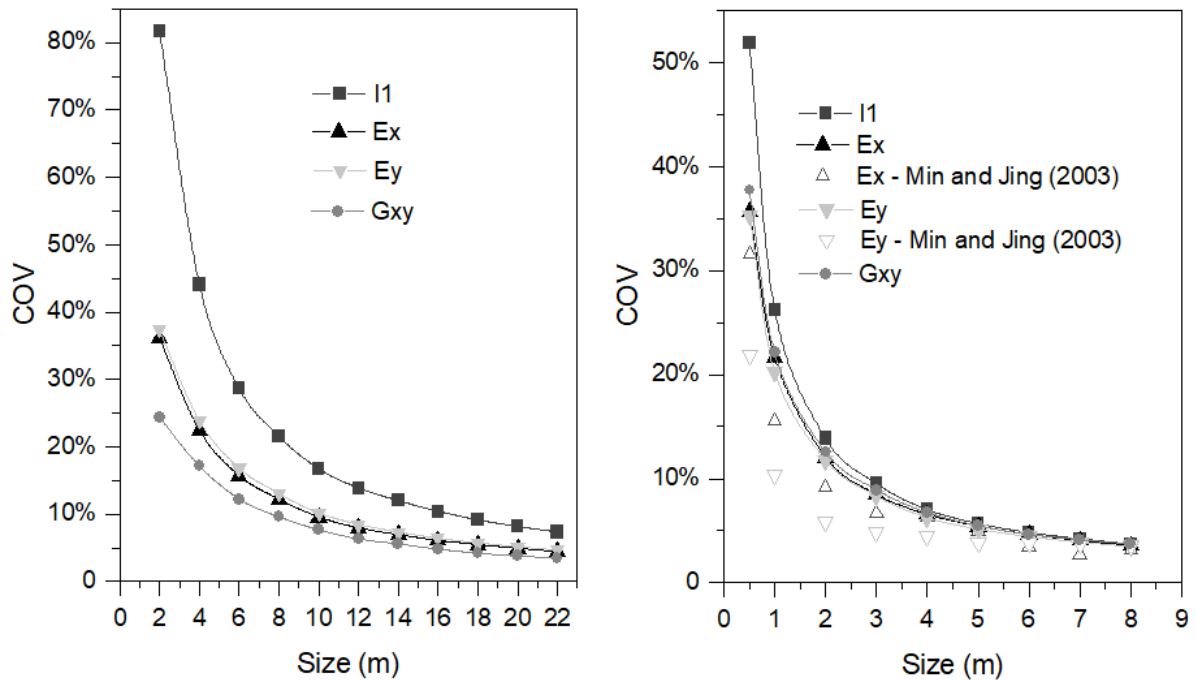 80%
70%
60%
50%
40%
30%
20%
10%
0
COV
I1
Ex
Ey
Gxy
0 2 4 6 8 10 12 14 16 18 20 22
Size (m)
50%
40%
30%
20%
10%
0
COV
I1
Ex
Ex - Min and Jing (2003)
Ey
Ey - Min and Jing (2003)
Gxy
0 1 2 3 4 5 6 7 8 9
Size (m)